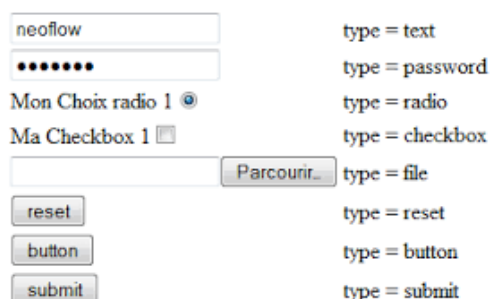 neoflow type = text
••••••• type = password
Mon Choix radio 1 type = radio
Ma Checkbox 1 type = checkbox
Parcourir... type = file
reset type = reset
button type = button
submit type = submit